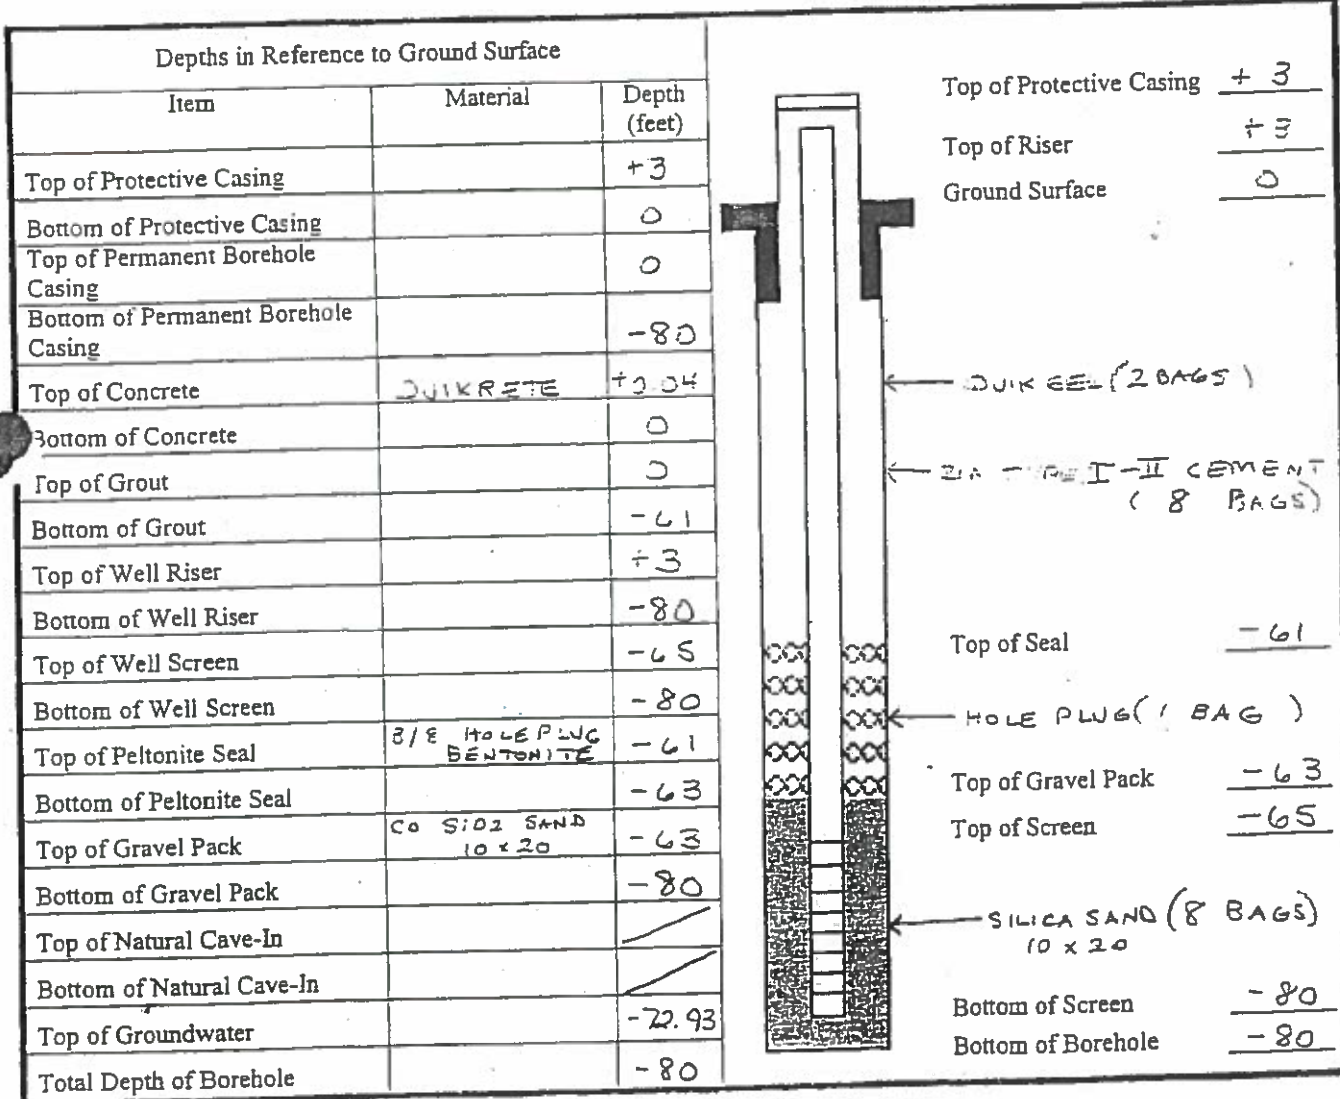 Depths in Reference to Ground Surface
Item Material Depth (feet)
Top of Protective Casing +3
Bottom of Protective Casing 0
Top of Permanent Borehole Casing 0
Bottom of Permanent Borehole Casing -80
Top of Concrete QUIKRETE
Bottom of Concrete 0
Top of Grout 0
Bottom of Grout -61
Top of Well Riser +3
Bottom of Well Riser -80
Top of Well Screen -65
Bottom of Well Screen -80
Top of Peltonite Seal 3/8 HOLE PLUG BENTONITE -61
Bottom of Peltonite Seal -63
Top of Gravel Pack CO SiO2 SAND 10 x 20 -63
Bottom of Gravel Pack -80
Top of Natural Cave-In
Bottom of Natural Cave-In
Top of Groundwater -72.93
Total Depth of Borehole -80
Top of Protective Casing + 3
Top of Riser +3
Ground Surface 0
(2 BAGS)
I-II CEMENT
(8 BAGS)
Top of Seal -61
HOLE PLUG (1 BAG)
Top of Gravel Pack -63
Top of Screen -65
SILICA SAND (8 BAGS)
10 x 20
Bottom of Screen -80
Bottom of Borehole -80